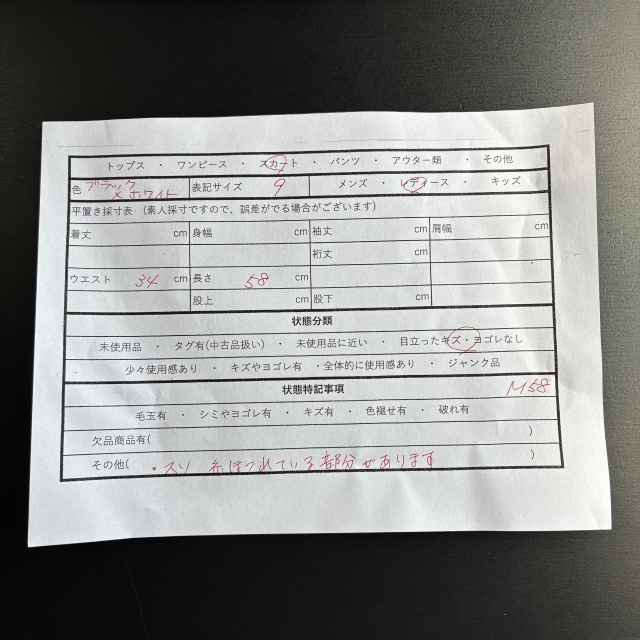 トップス ・ ワンピース ・ スカート ・ パンツ ・ アウター類 ・ その他
色 ブラック×ホワイト 表記サイズ 9 メンズ ・ レディース ・ キッズ
平置き採寸表 (素人採寸ですので、誤差がでる場合がございます)
着丈 cm 身幅 cm 袖丈 cm 肩幅 cm
裄丈 cm
ウエスト 34 cm 長さ 58 cm
股上 cm 股下 cm
状態分類
未使用品 ・ タグ有(中古品扱い) ・ 未使用品に近い ・ 目立ったキズ・ヨゴレなし
少々使用感あり ・ キズやヨゴレ有 ・全体的に使用感あり ・ ジャンク品
状態特記事項 M58
毛玉有 ・ シミやヨゴレ有 ・ キズ有 ・ 色褪せ有 ・ 破れ有
欠品商品有( )
その他( ・スソ 糸ほつれている部分があります )